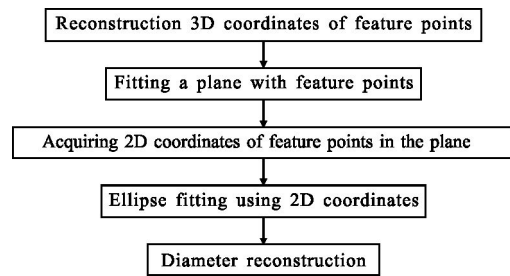 Reconstruction 3D coordinates of feature points
Fitting a plane with feature points
Acquiring 2D coordinates of feature points in the plane
Ellipse fitting using 2D coordinates
Diameter reconstruction